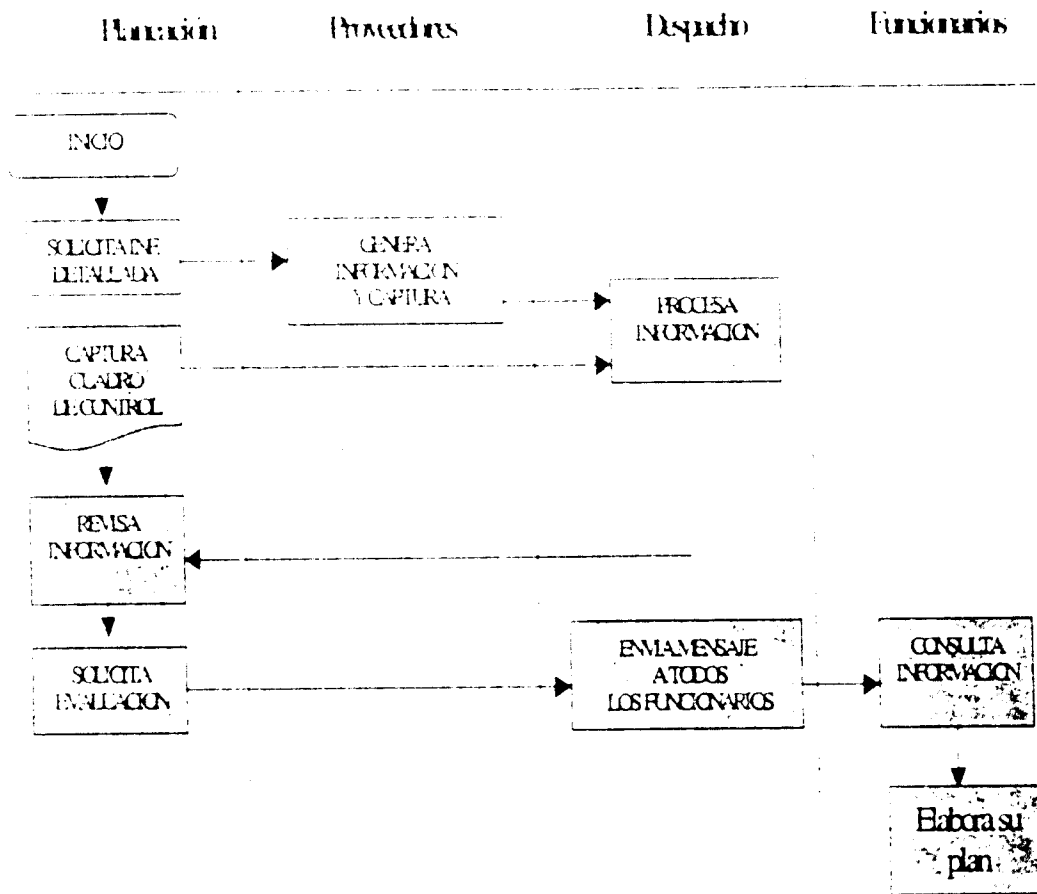 Planeación Proveedores Despacho Funcionarios
INICIO
SOLICITA INF.
DETALLADA
GENERA
INFORMACION
Y CAPTURA
PROCESA
INFORMACION
CAPTURA
CUADRO
DE CONTROL
REVISA
INFORMACION
SOLICITA
EVALUACION
ENVIA MENSAJE
A TODOS
LOS FUNCIONARIOS
CONSULTA
INFORMACION
Elabora su
plan